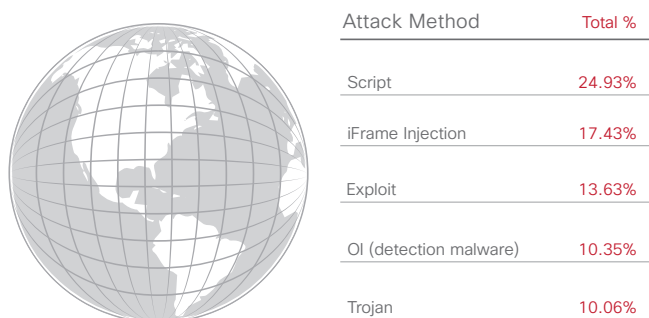 Attack Method Total %
Script 24.93%
iFrame Injection 17.43%
Exploit 13.63%
OI (detection malware) 10.35%
Trojan 10.06%